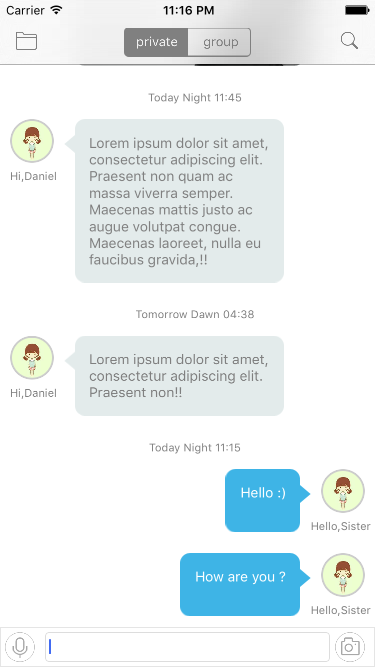 Carrier 11:16 PM
private group
Today Night 11:45
Lorem ipsum dolor sit amet,
consectetur adipiscing elit.
Praesent non quam ac
massa viverra semper.
Maecenas mattis justo ac
augue volutpat congue.
Maecenas laoreet, nulla eu
faucibus gravida,!!
Hi,Daniel
Tomorrow Dawn 04:38
Lorem ipsum dolor sit amet,
consectetur adipiscing elit.
Praesent non!!
Hi,Daniel
Today Night 11:15
Hello :)
Hello,Sister
How are you ?
Hello,Sister